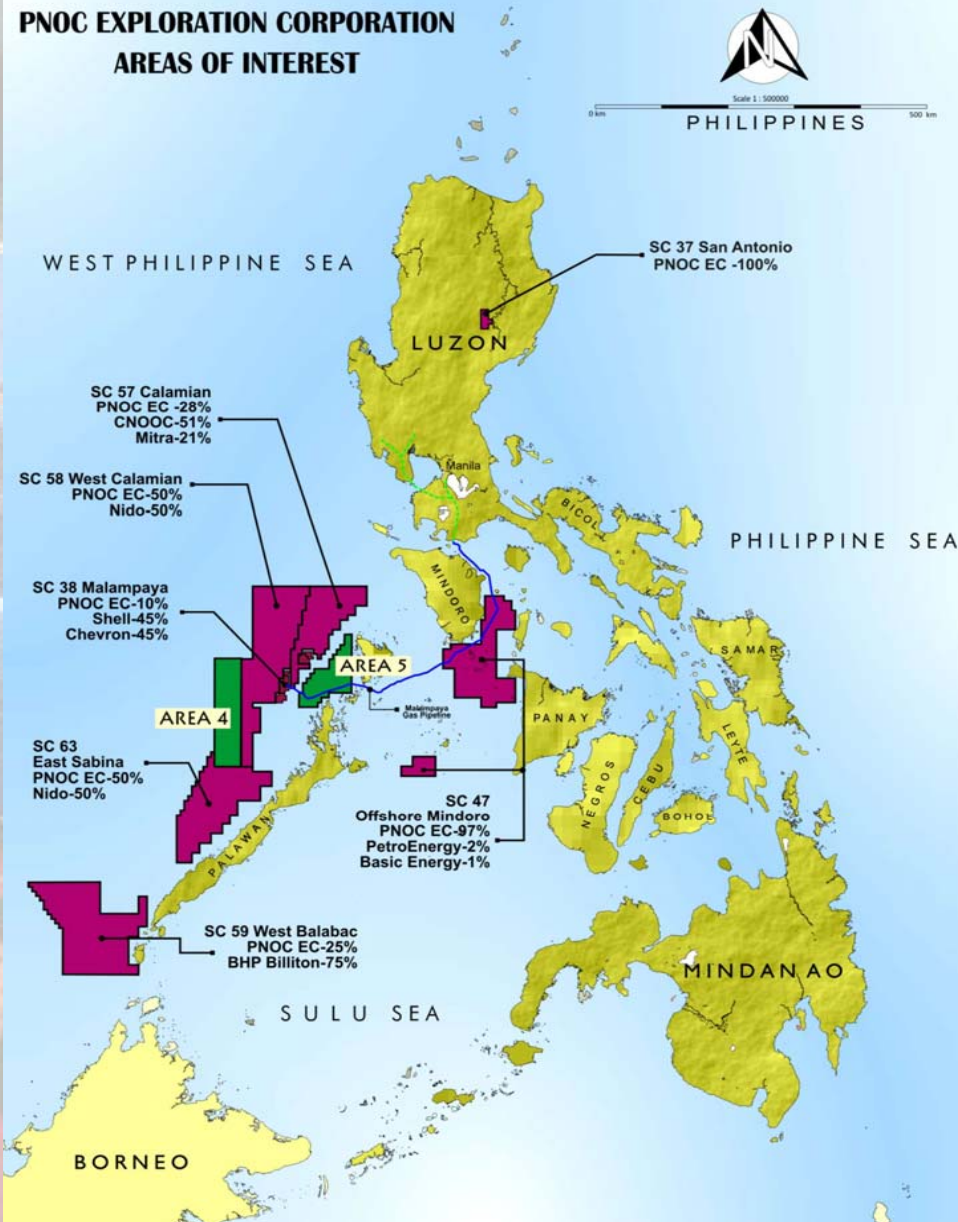 PNOC EXPLORATION CORPORATION
AREAS OF INTEREST
N
Scale 1 : 500000
0 km
500 km
PHILIPPINES
WEST PHILIPPINE SEA
SC 37 San Antonio
PNOC EC -100%
LUZON
SC 57 Calamian
PNOC EC -28%
CNOOC-51%
Mitra-21%
SC 58 West Calamian
PNOC EC-50%
Nido-50%
Manila
BICOL
PHILIPPINE SEA
MINDORO
SC 38 Malampaya
PNOC EC-10%
Shell-45%
Chevron-45%
AREA 5
SAMAR
AREA 4
Malampaya
Gas Pipeline
PANAY
LEYTE
SC 63
East Sabina
PNOC EC-50%
Nido-50%
NEGROS
CEBU
BOHOL
SC 47
Offshore Mindoro
PNOC EC-97%
PetroEnergy-2%
Basic Energy-1%
PALAWAN
SC 59 West Balabac
PNOC EC-25%
BHP Billiton-75%
MINDANAO
SULU SEA
BORNEO